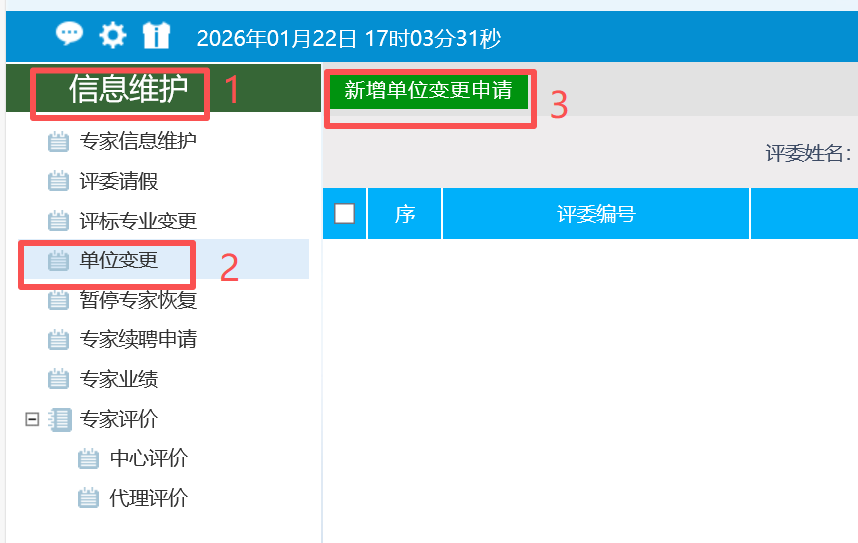 2026年01月22日 17时03分31秒
信息维护 1
新增单位变更申请 3
专家信息维护
评委姓名：
评委请假
序 评委编号
评标专业变更
单位变更 2
暂停专家恢复
专家续聘申请
专家业绩
专家评价
中心评价
代理评价